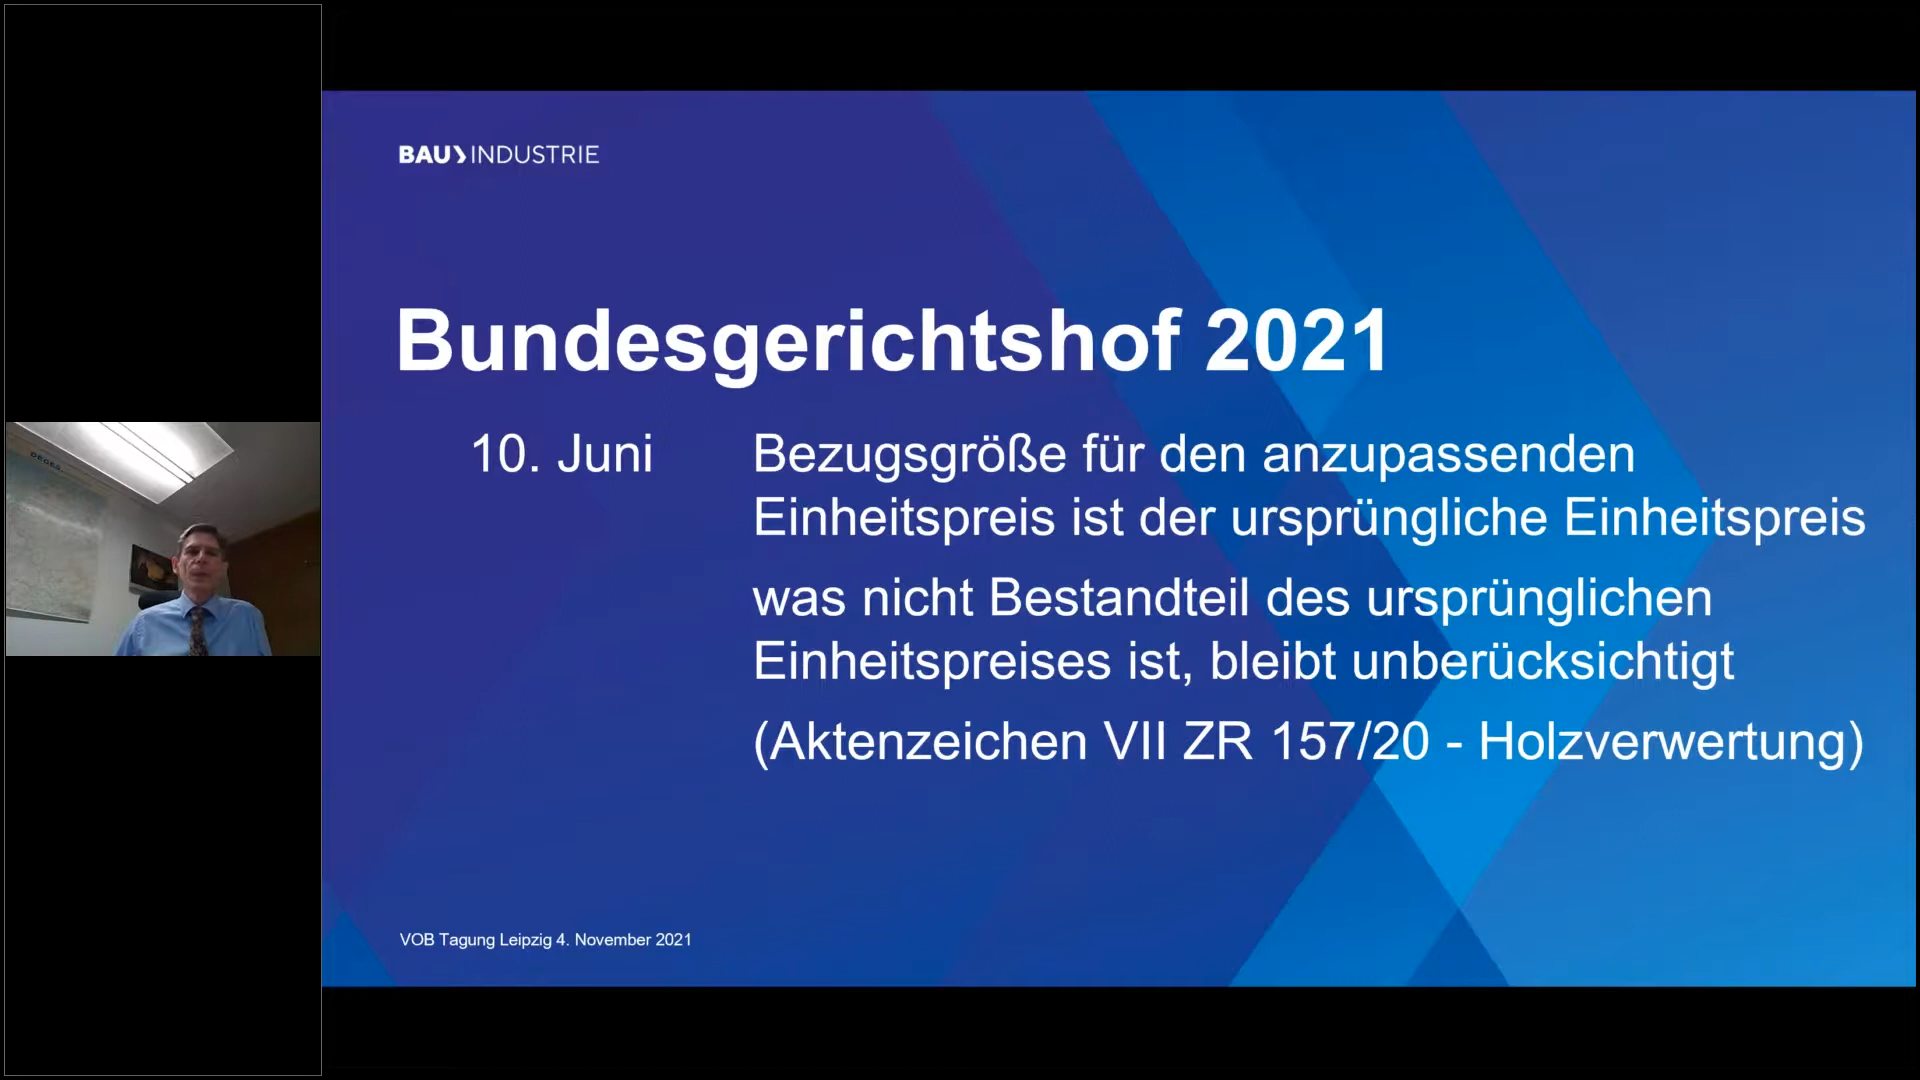 BAU INDUSTRIE
Bundesgerichtshof 2021
10. Juni
Bezugsgröße für den anzupassenden
Einheitspreis ist der ursprüngliche Einheitspreis
was nicht Bestandteil des ursprünglichen
Einheitspreises ist, bleibt unberücksichtigt
(Aktenzeichen VII ZR 157/20 - Holzverwertung)
VOB Tagung Leipzig 4. November 2021